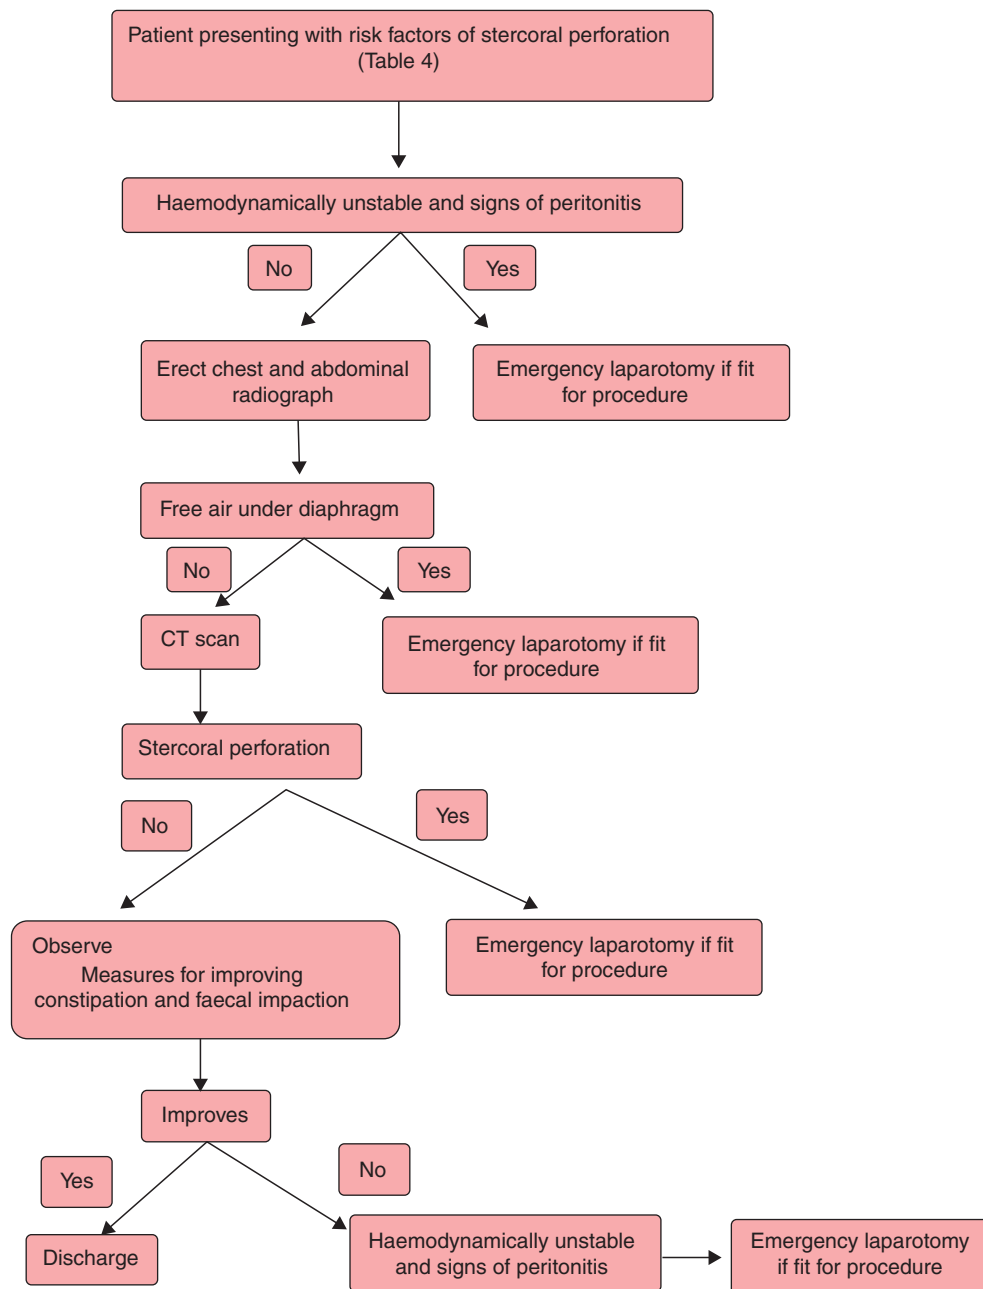 Patient presenting with risk factors of stercoral perforation
(Table 4)
Haemodynamically unstable and signs of peritonitis
No
Yes
Erect chest and abdominal
radiograph
Emergency laparotomy if fit
for procedure
Free air under diaphragm
No
Yes
CT scan
Emergency laparotomy if fit
for procedure
Stercoral perforation
No
Yes
Observe
Measures for improving
constipation and faecal impaction
Emergency laparotomy if fit
for procedure
Improves
Yes
No
Discharge
Haemodynamically unstable
and signs of peritonitis
Emergency laparotomy
if fit for procedure